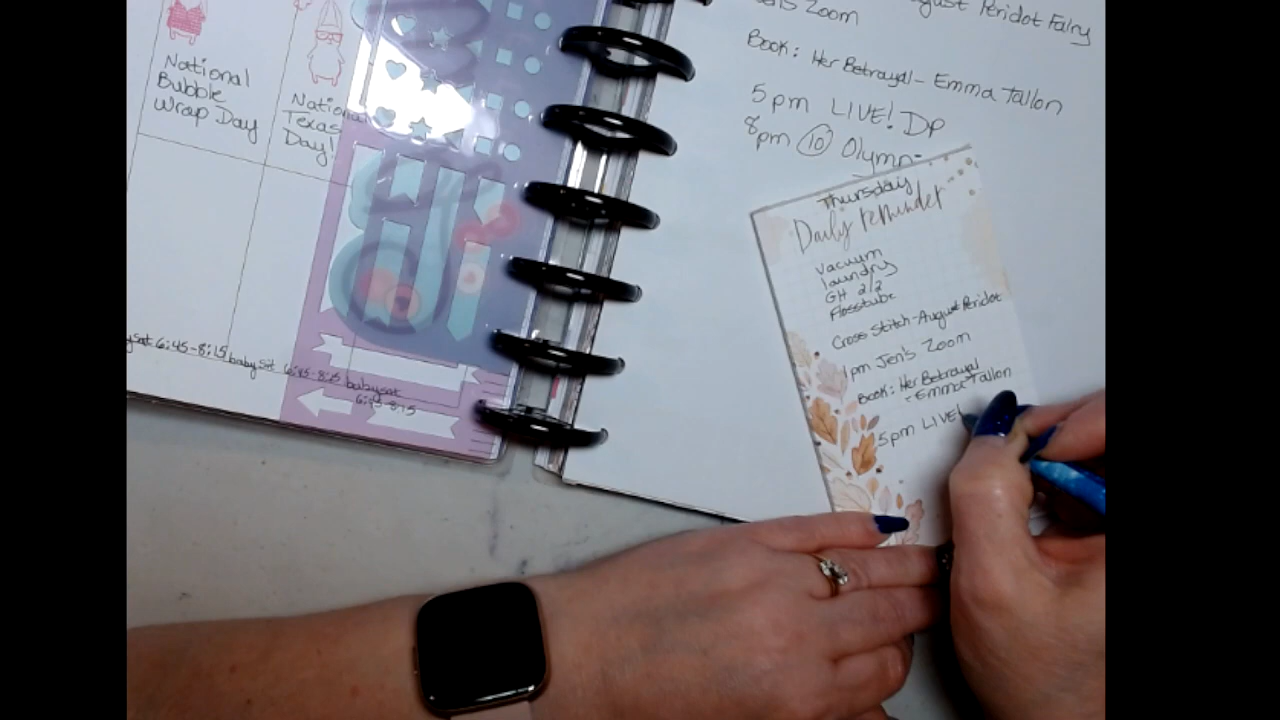 National
Bubble
Wrap Day
National
Texas
Day!
6:45-8:15
babysit 6:45-8:15
babysat
6:45-8:15
August Peridot Fairy
Jen's Zoom
Book: Her Betrayal - Emma Tallon
5pm LIVE! DP
8pm 10
Thursday
Daily reminder
vacuum
laundry
GH 2/2
Flosstube
Cross Stitch - August Peridot
1pm Jen's Zoom
Book: Her Betrayal
- Emma Tallon
5pm LIVE!